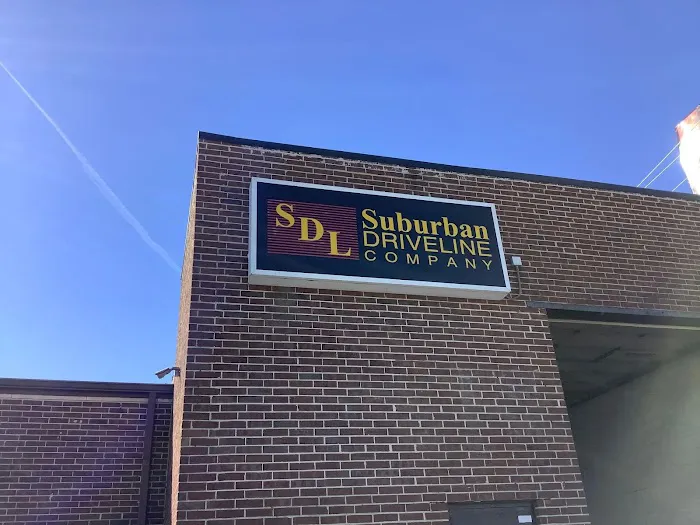 SDL
Suburban
DRIVELINE
COMPANY